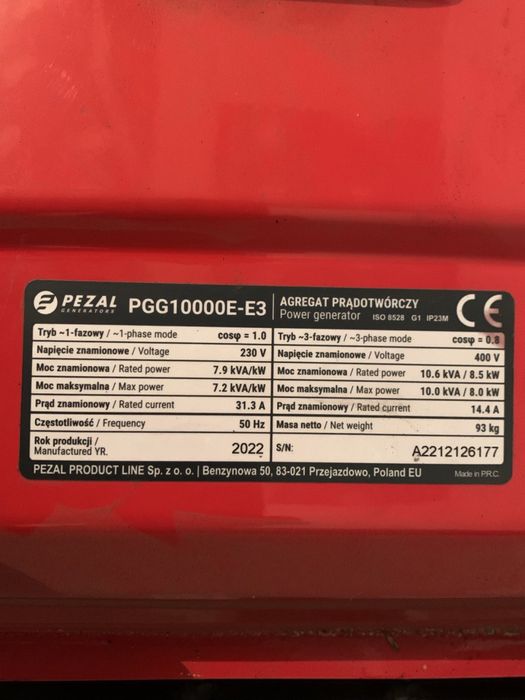 PEZAL GENERATORS PGG10000E-E3
AGREGAT PRĄDOTWÓRCZY
Power generator ISO 8528 G1 IP23M
CE
Tryb ~1-fazowy / ~1-phase mode cosφ = 1.0
Napięcie znamionowe / Voltage 230 V
Moc znamionowa / Rated power 7.9 kVA/kW
Moc maksymalna / Max power 7.2 kVA/kW
Prąd znamionowy / Rated current 31.3 A
Częstotliwość / Frequency 50 Hz
Rok produkcji /
Manufactured YR. 2022
Tryb ~3-fazowy / ~3-phase mode cosφ = 0.8
Napięcie znamionowe / Voltage 400 V
Moc znamionowa / Rated power 10.6 kVA / 8.5 kW
Moc maksymalna / Max power 10.0 kVA / 8.0 kW
Prąd znamionowy / Rated current 14.4 A
Masa netto / Net weight 93 kg
S/N: A2212126177
PEZAL PRODUCT LINE Sp. z o. o. | Benzynowa 50, 83-021 Przejazdowo, Poland EU Made in P.R.C.